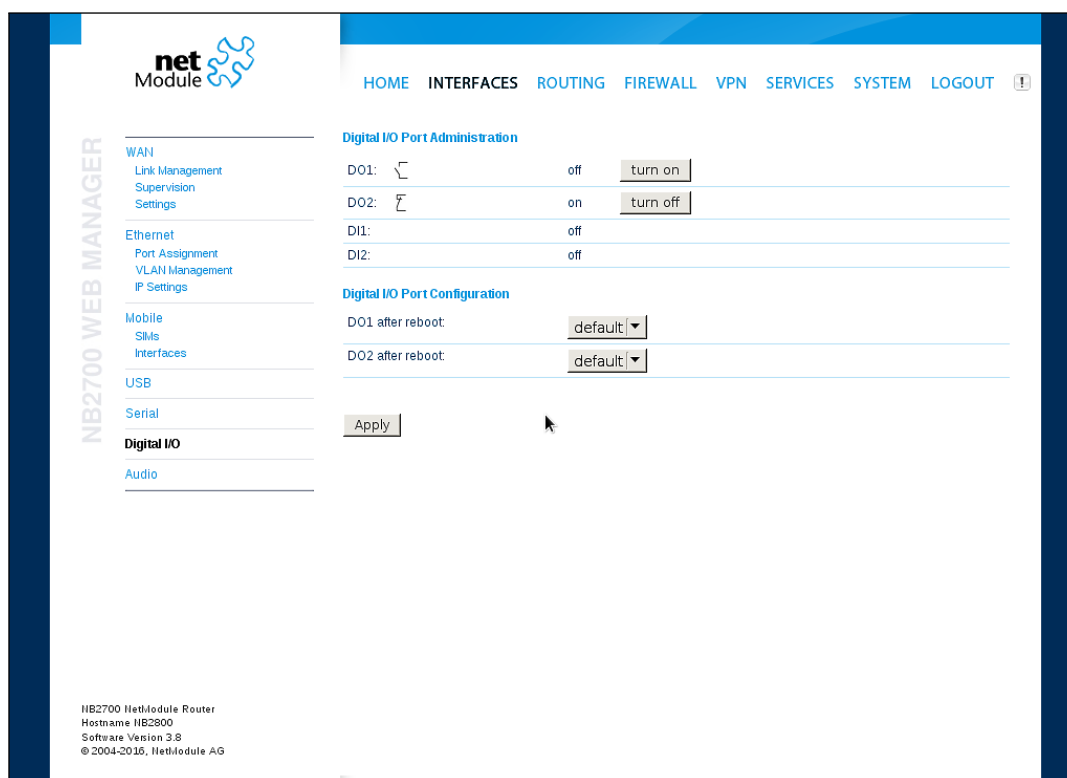 net
Module
HOME INTERFACES ROUTING FIREWALL VPN SERVICES SYSTEM LOGOUT !
NB2700 WEB MANAGER
WAN
Link Management
Supervision
Settings
Ethernet
Port Assignment
VLAN Management
IP Settings
Mobile
SIMs
Interfaces
USB
Serial
Digital I/O
Audio
Digital I/O Port Administration
DO1: off turn on
DO2: on turn off
DI1: off
DI2: off
Digital I/O Port Configuration
DO1 after reboot: default
DO2 after reboot: default
Apply
NB2700 NetModule Router
Hostname NB2800
Software Version 3.8
© 2004-2016, NetModule AG